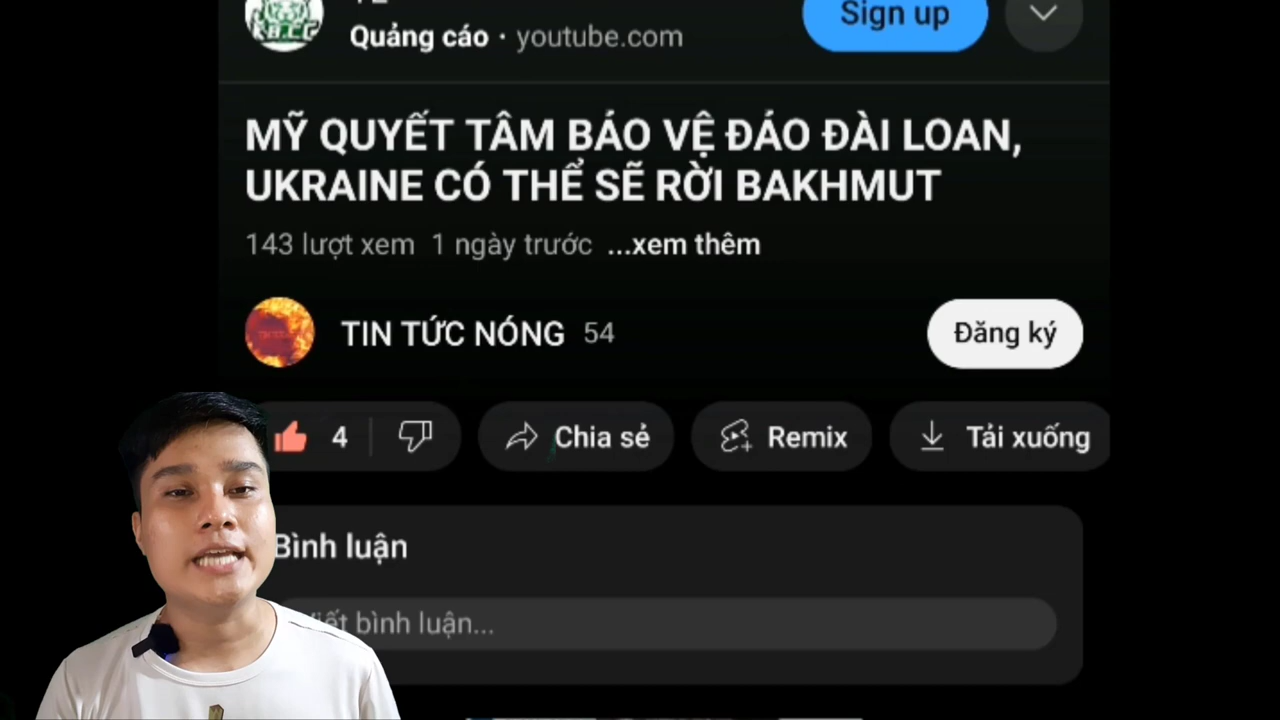 Sign up
Quảng cáo · youtube.com
MỸ QUYẾT TÂM BẢO VỆ ĐẢO ĐÀI LOAN,
UKRAINE CÓ THỂ SẼ RỜI BAKHMUT
143 lượt xem 1 ngày trước ...xem thêm
TIN TỨC NÓNG 54
Đăng ký
4
Chia sẻ
Remix
Tải xuống
Bình luận
bình luận...